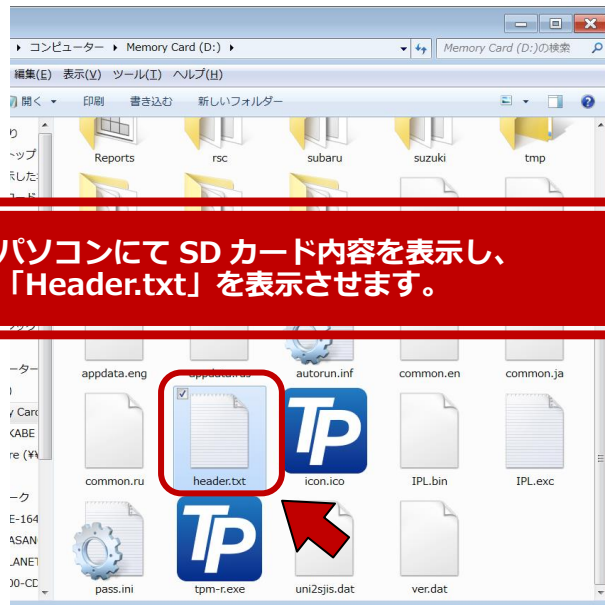 コンピューター ▸ Memory Card (D:) ▸
Memory Card (D:)の検索
編集(E) 表示(V) ツール(T) ヘルプ(H)
開く 印刷 書き込む 新しいフォルダー
Reports rsc subaru suzuki tmp
パソコンにて SD カード内容を表示し、
「Header.txt」を表示させます。
appdata.eng autorun.inf common.en common.ja
TP
common.ru header.txt icon.ico IPL.bin IPL.exc
TP
pass.ini tpm-r.exe uni2sjis.dat ver.dat